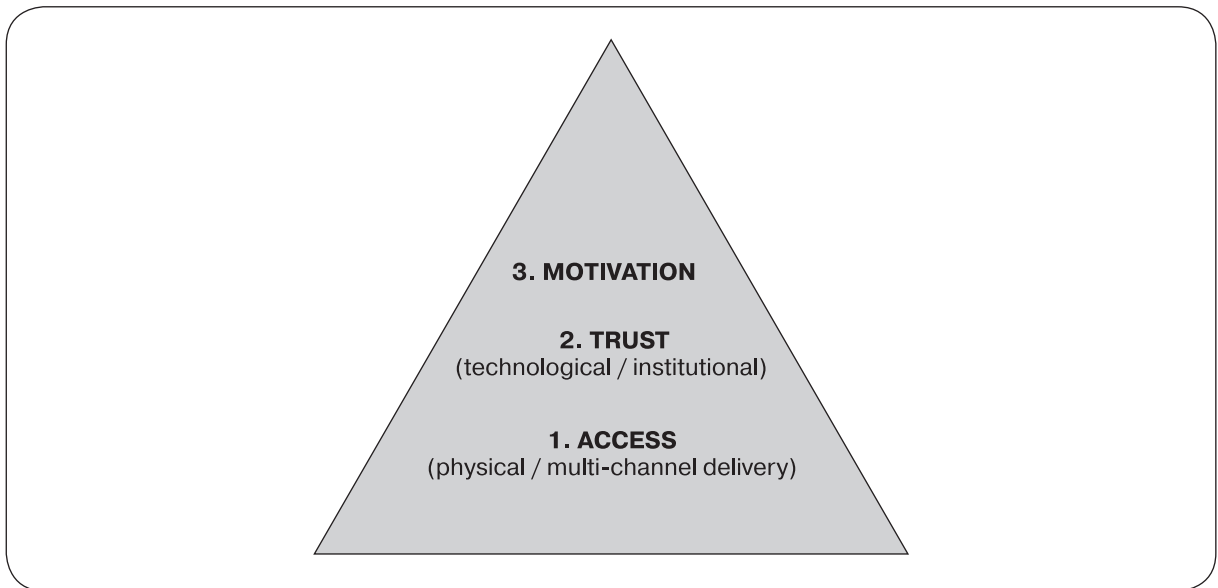 3. MOTIVATION
2. TRUST
(technological / institutional)
1. ACCESS
(physical / multi-channel delivery)